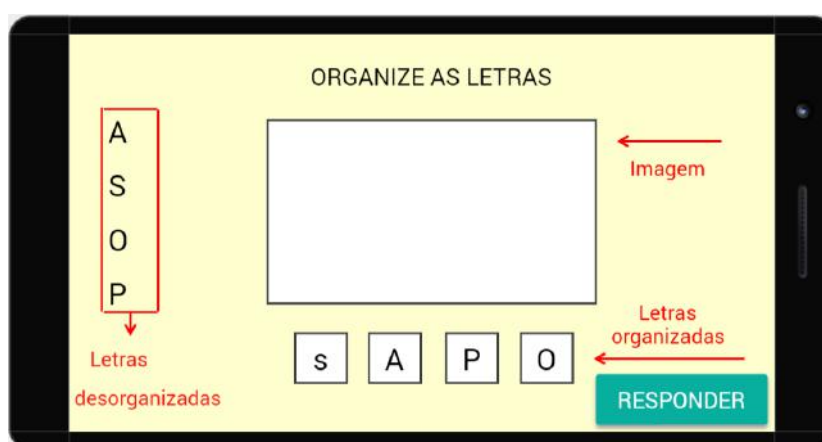 ORGANIZE AS LETRAS
A
S
O
P
Imagem
Letras
desorganizadas
Letras
organizadas
s A P O
RESPONDER